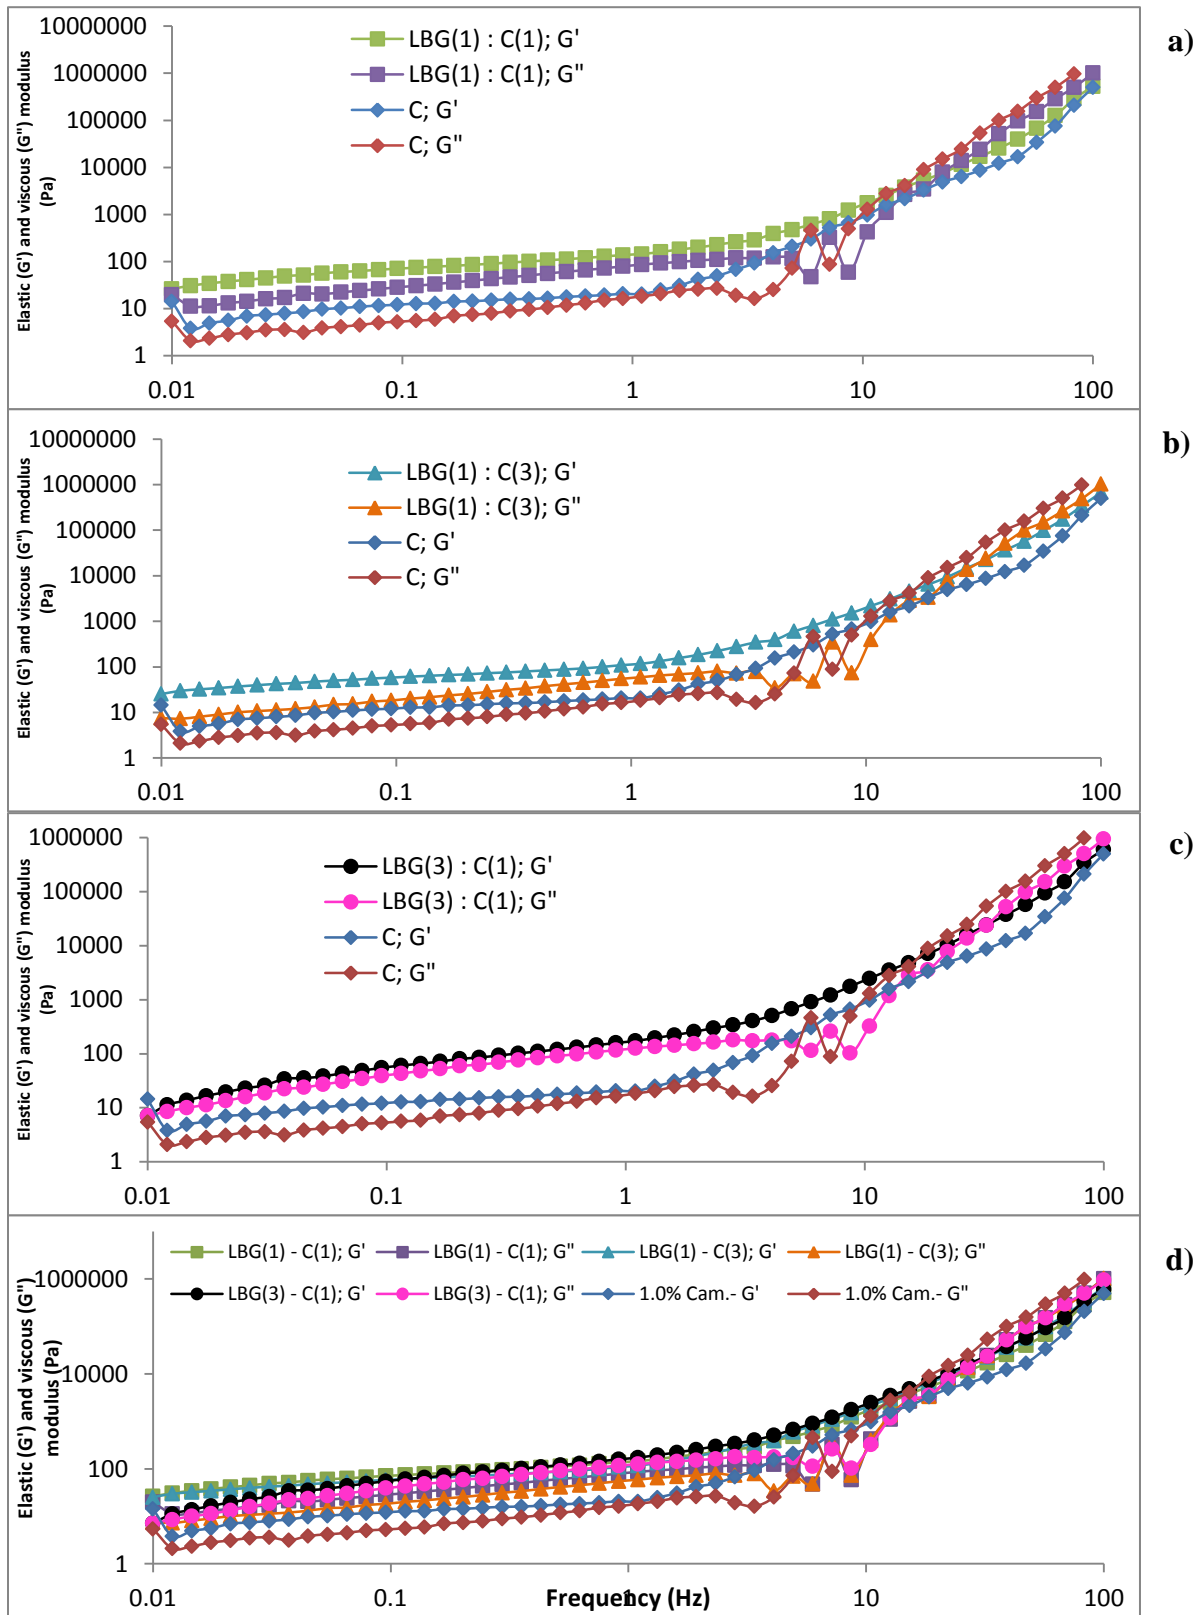 a)
10000000
1000000
100000
10000
1000
100
10
1
Elastic (G') and viscous (G") modulus
(Pa)
LBG(1) : C(1); G'
LBG(1) : C(1); G"
C; G'
C; G"
0.01 0.1 1 10 100
b)
10000000
1000000
100000
10000
1000
100
10
1
Elastic (G') and viscous (G") modulus
(Pa)
LBG(1) : C(3); G'
LBG(1) : C(3); G"
C; G'
C; G"
0.01 0.1 1 10 100
c)
1000000
100000
10000
1000
100
10
1
Elastic (G') and viscous (G") modulus
(Pa)
LBG(3) : C(1); G'
LBG(3) : C(1); G"
C; G'
C; G"
0.01 0.1 1 10 100
d)
LBG(1) - C(1); G' LBG(1) - C(1); G" LBG(1) - C(3); G' LBG(1) - C(3); G"
LBG(3) - C(1); G' LBG(3) - C(1); G" 1.0% Cam.- G' 1.0% Cam.- G"
1000000
10000
100
1
Elastic (G') and viscous (G")
modulus (Pa)
0.01 0.1 1 10 100
Frequency (Hz)